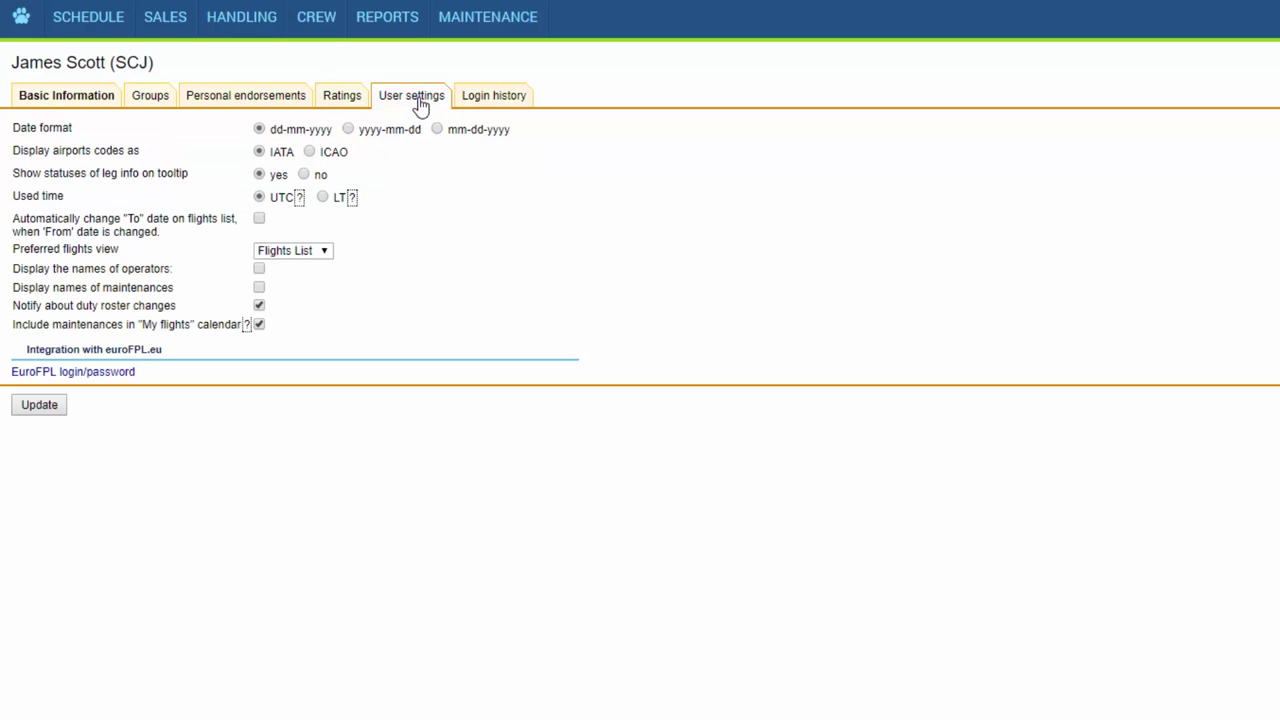 SCHEDULE SALES HANDLING CREW REPORTS MAINTENANCE
James Scott (SCJ)
Basic Information Groups Personal endorsements Ratings User settings Login history
Date format dd-mm-yyyy yyyy-mm-dd mm-dd-yyyy
Display airports codes as IATA ICAO
Show statuses of leg info on tooltip yes no
Used time UTC ? LT ?
Automatically change "To" date on flights list,
when 'From' date is changed.
Preferred flights view Flights List
Display the names of operators:
Display names of maintenances
Notify about duty roster changes
Include maintenances in "My flights" calendar ?
Integration with euroFPL.eu
EuroFPL login/password
Update